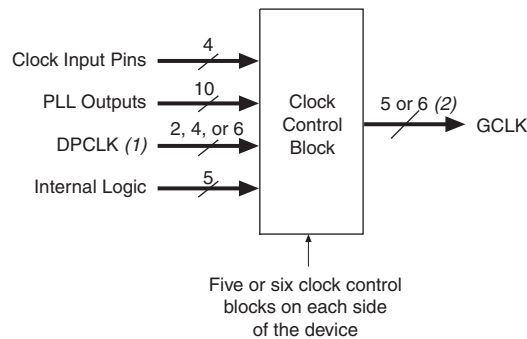 Clock Input Pins
4
PLL Outputs
10
DPCLK (1)
2, 4, or 6
Internal Logic
5
Clock
Control
Block
5 or 6 (2)
GCLK
Five or six clock control
blocks on each side
of the device